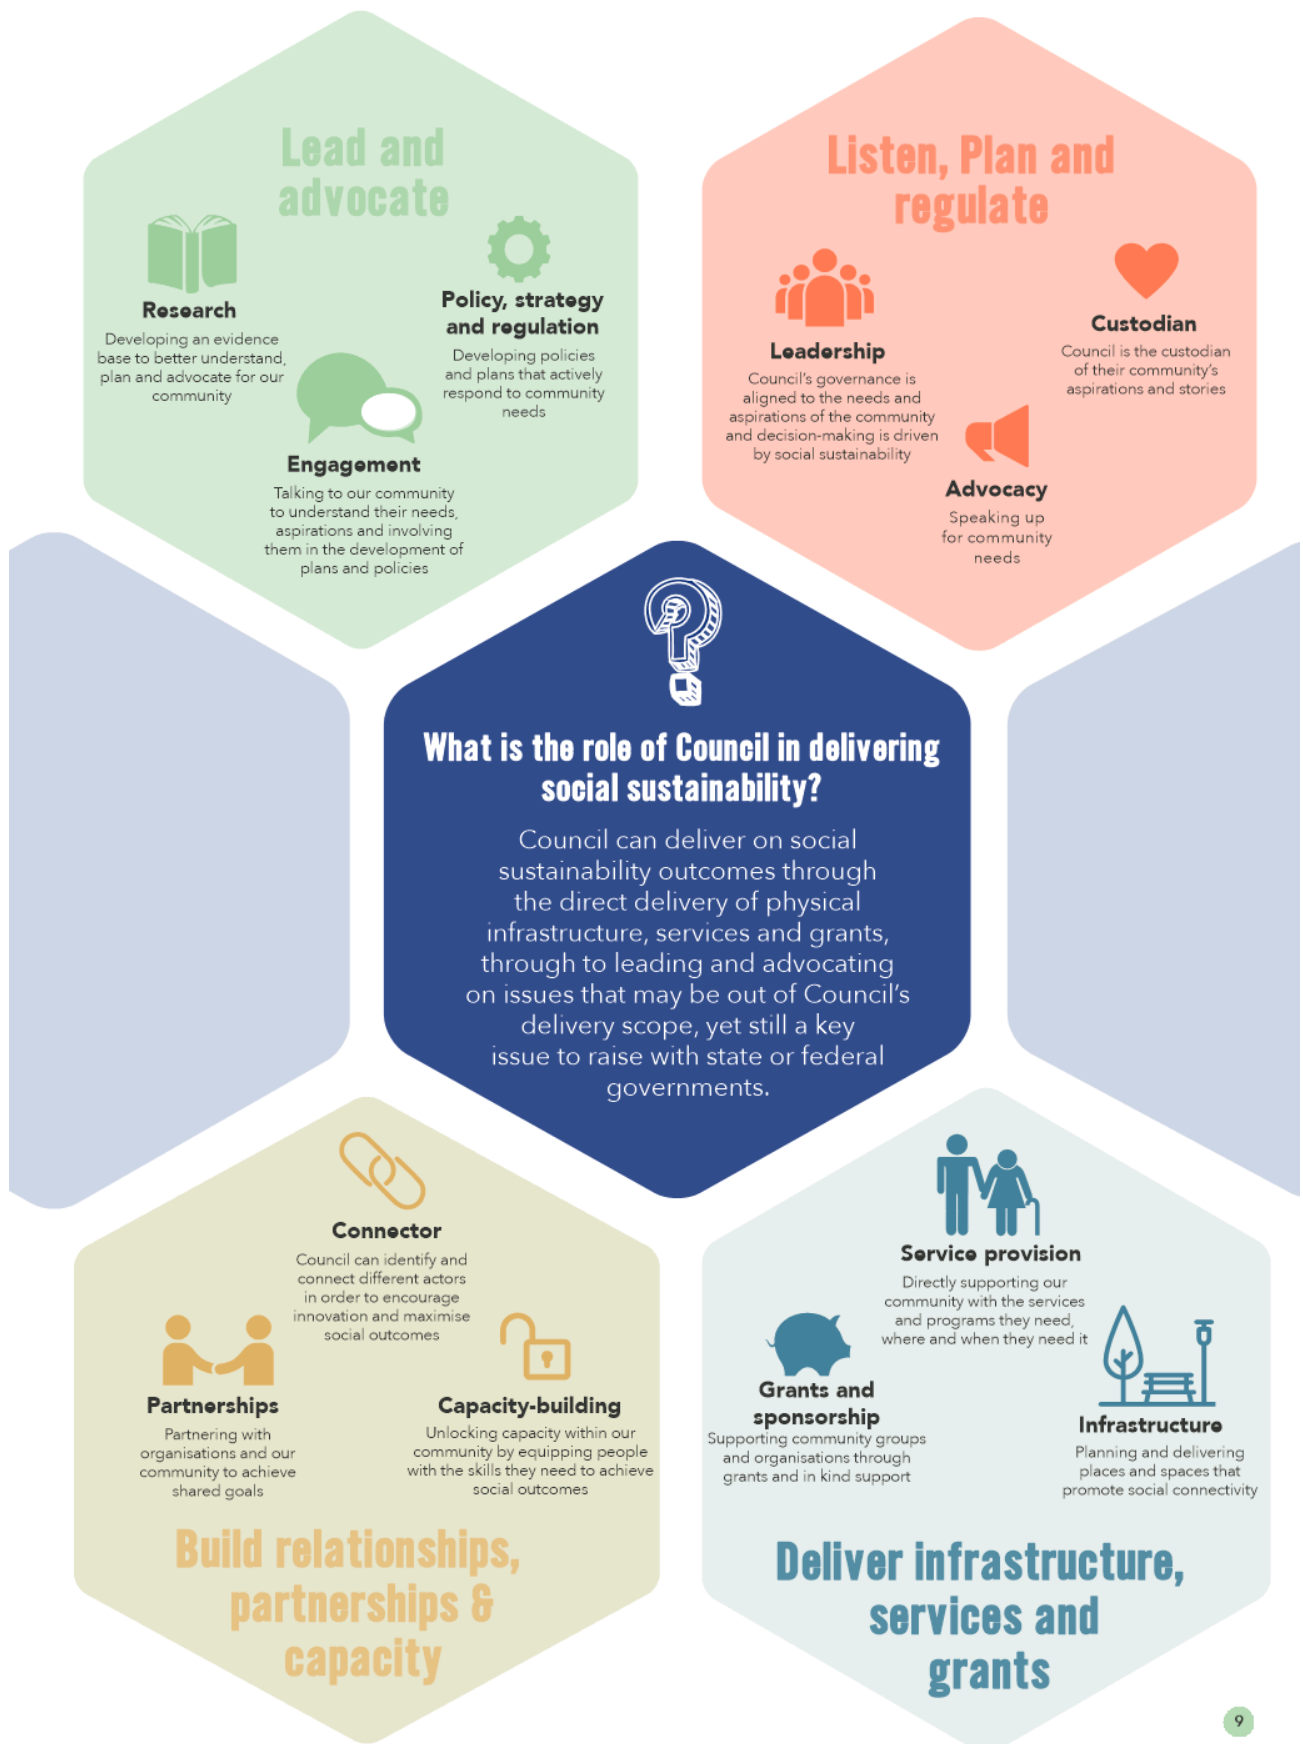 Lead and
advocate
Research
Developing an evidence
base to better understand,
plan and advocate for our
community
Policy, strategy
and regulation
Developing policies
and plans that actively
respond to community
needs
Engagement
Talking to our community
to understand their needs,
aspirations and involving
them in the development of
plans and policies
Listen, Plan and
regulate
Leadership
Council's governance is
aligned to the needs and
aspirations of the community
and decision-making is driven
by social sustainability
Custodian
Council is the custodian
of their community's
aspirations and stories
Advocacy
Speaking up
for community
needs
What is the role of Council in delivering
social sustainability?
Council can deliver on social
sustainability outcomes through
the direct delivery of physical
infrastructure, services and grants,
through to leading and advocating
on issues that may be out of Council's
delivery scope, yet still a key
issue to raise with state or federal
governments.
Connector
Council can identify and
connect different actors
in order to encourage
innovation and maximise
social outcomes
Partnerships
Partnering with
organisations and our
community to achieve
shared goals
Capacity-building
Unlocking capacity within our
community by equipping people
with the skills they need to achieve
social outcomes
Build relationships,
partnerships &
capacity
Service provision
Directly supporting our
community with the services
and programs they need,
where and when they need it
Grants and
sponsorship
Supporting community groups
and organisations through
grants and in kind support
Infrastructure
Planning and delivering
places and spaces that
promote social connectivity
Deliver infrastructure,
services and
grants
9